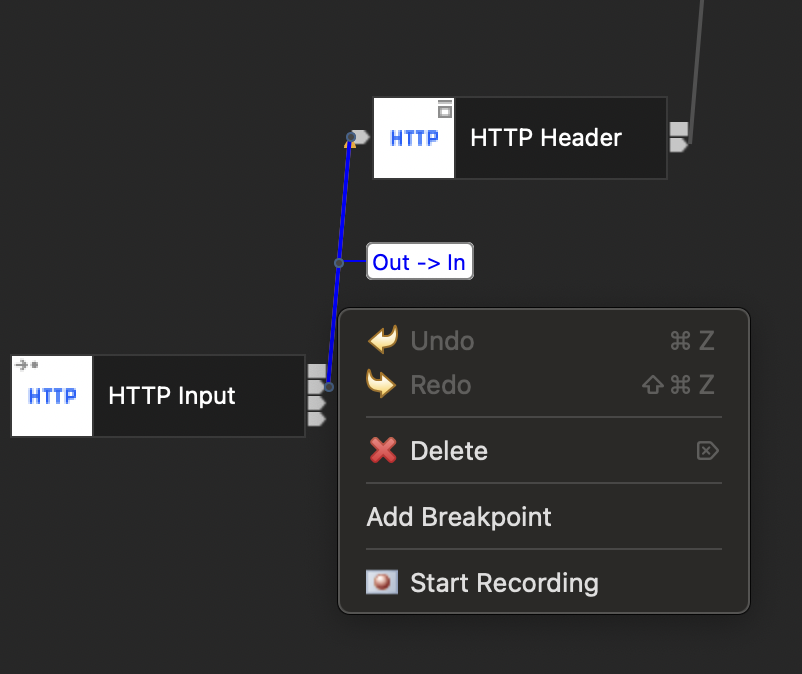 HTTP
HTTP Header
Out -> In
HTTP
HTTP Input
Undo ⌘ Z
Redo ⇧ ⌘ Z
Delete ⌦
Add Breakpoint
Start Recording